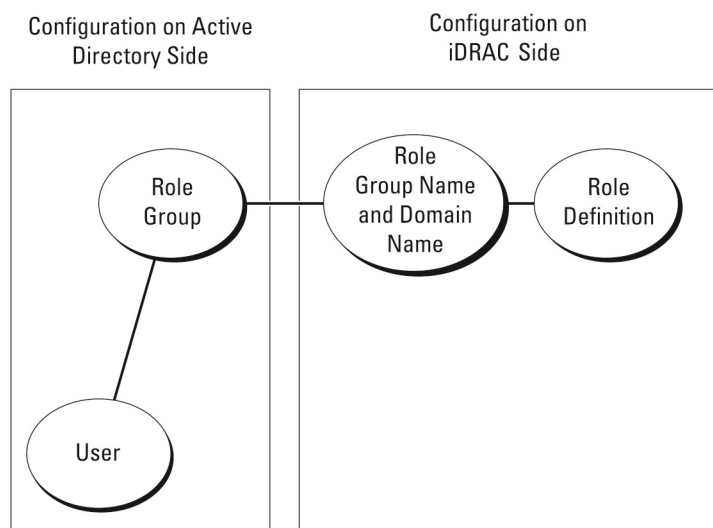 Configuration on Active
Directory Side
Configuration on
iDRAC Side
Role
Group
Role
Group Name
and Domain
Name
Role
Definition
User